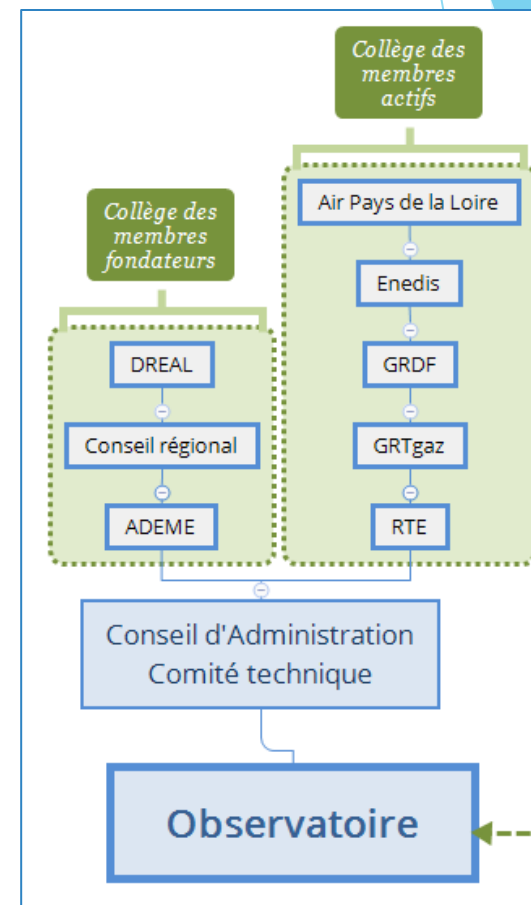 Collège des
membres
fondateurs
DREAL
Conseil régional
ADEME
Collège des
membres
actifs
Air Pays de la Loire
Enedis
GRDF
GRTgaz
RTE
Conseil d'Administration
Comité technique
Observatoire